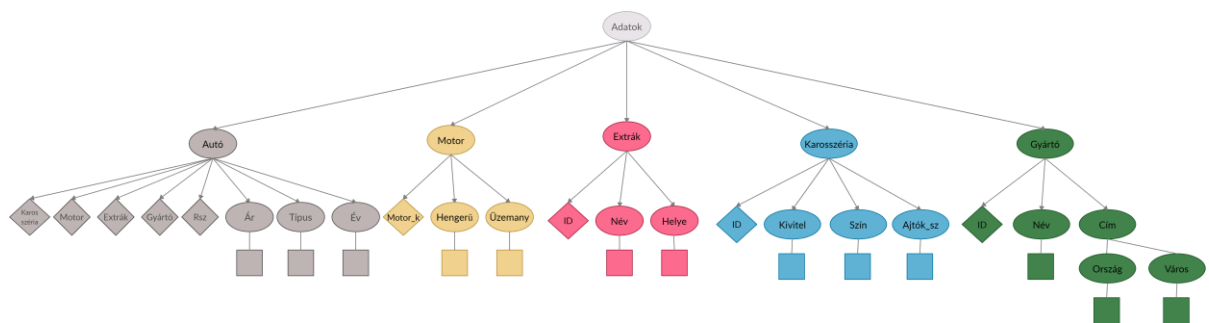 Adatok
Autó
Motor
Extrák
Karosszéria
Gyártó
Karos
széria
Motor
Extrák
Gyártó
Rsz
Ár
Típus
Év
Motor_k
Hengerű
Üzemany
ID
Név
Helye
ID
Kivitel
Szín
Ajtók_sz
ID
Név
Cím
Ország
Város